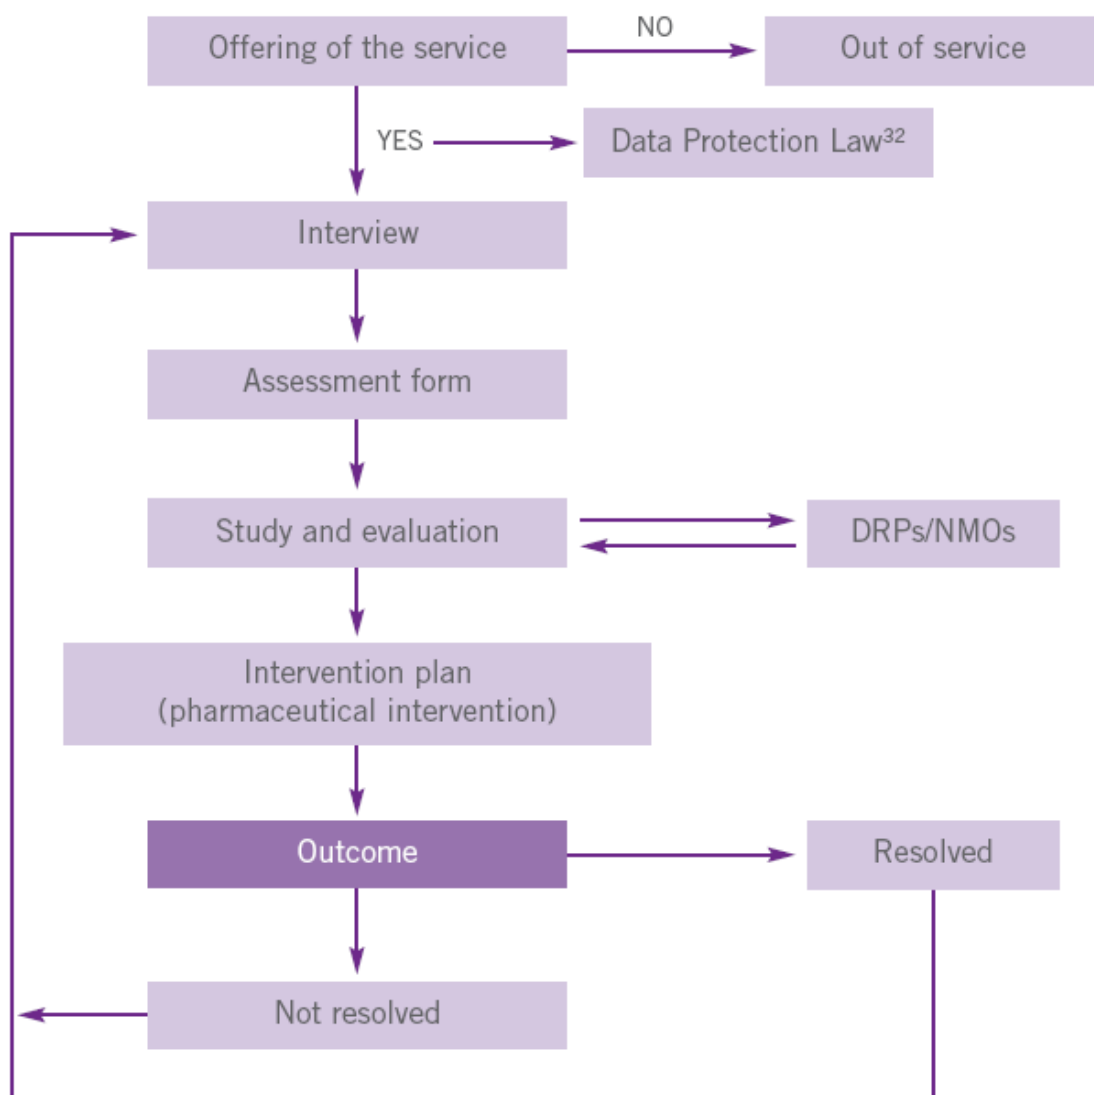 Offering of the service
NO
Out of service
YES
Data Protection Law³²
Interview
Assessment form
Study and evaluation
DRPs/NMOs
Intervention plan
(pharmaceutical intervention)
Outcome
Resolved
Not resolved